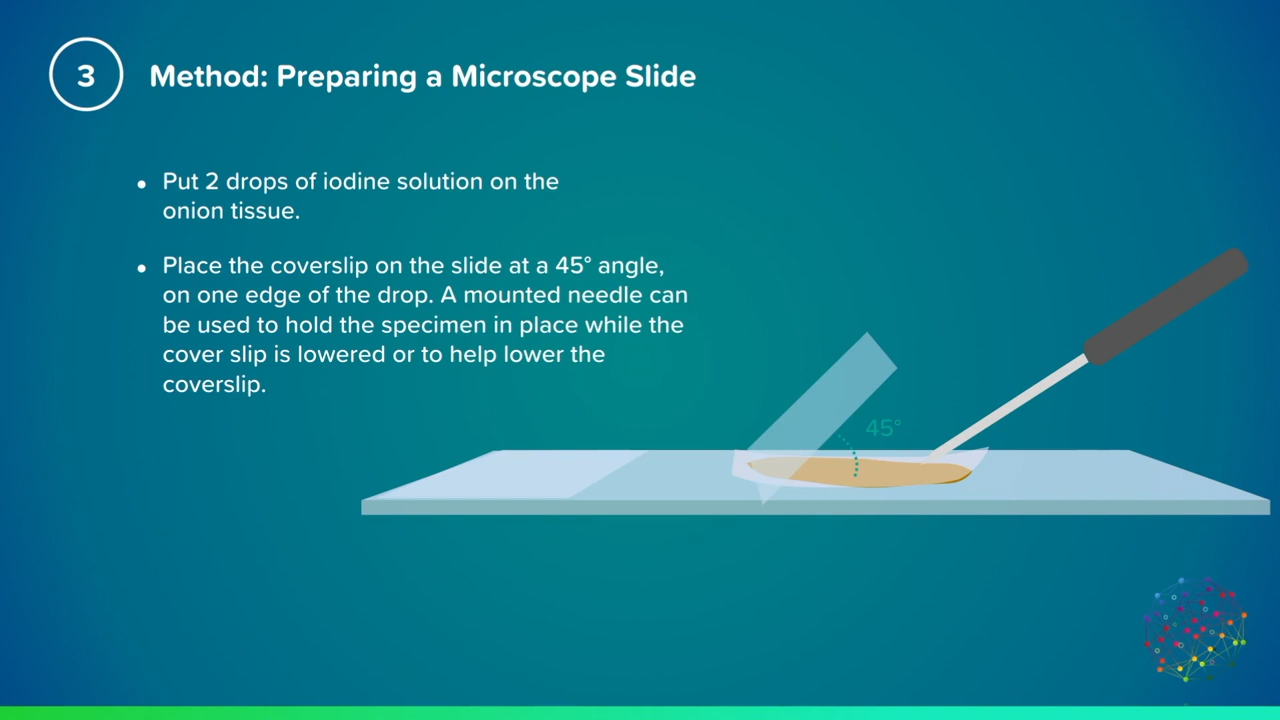 3
Method: Preparing a Microscope Slide
• Put 2 drops of iodine solution on the
onion tissue.
• Place the coverslip on the slide at a 45° angle,
on one edge of the drop. A mounted needle can
be used to hold the specimen in place while the
cover slip is lowered or to help lower the
coverslip.
45°